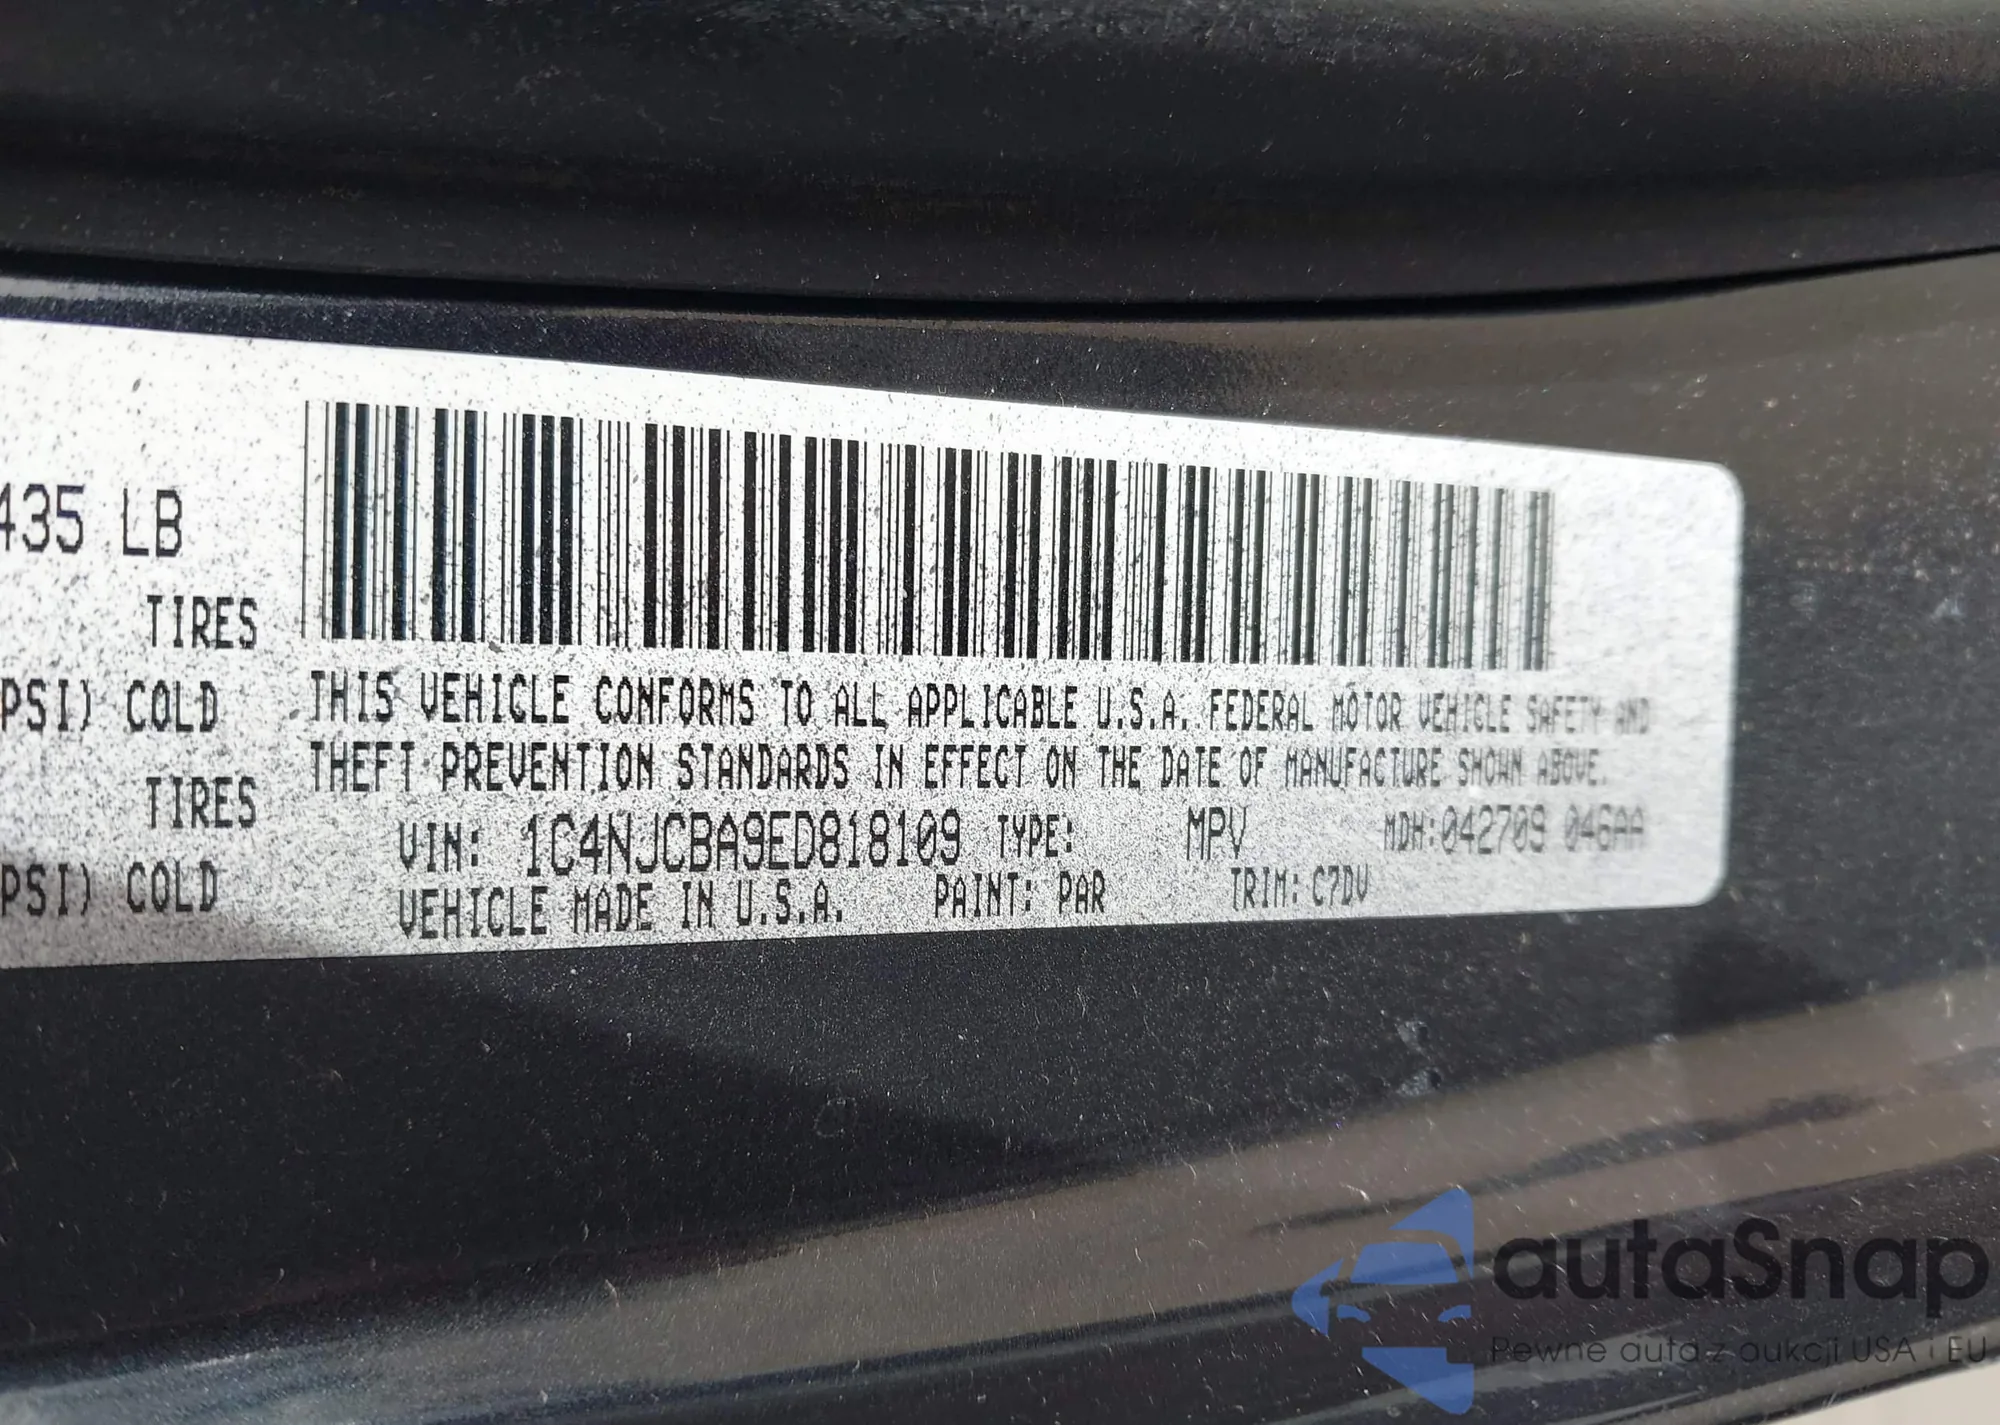 435 LB
TIRES
PSI) COLD
TIRES
PSI) COLD
THIS VEHICLE CONFORMS TO ALL APPLICABLE U.S.A. FEDERAL MOTOR VEHICLE SAFETY AND
THEFT PREVENTION STANDARDS IN EFFECT ON THE DATE OF MANUFACTURE SHOWN ABOVE.
VIN: 1C4NJCBA9ED818109 TYPE: MPV MDH:042709 046AA
VEHICLE MADE IN U.S.A. PAINT: PAR TRIM: C7DV
autaSnap
Pewne auta z aukcji USA i EU